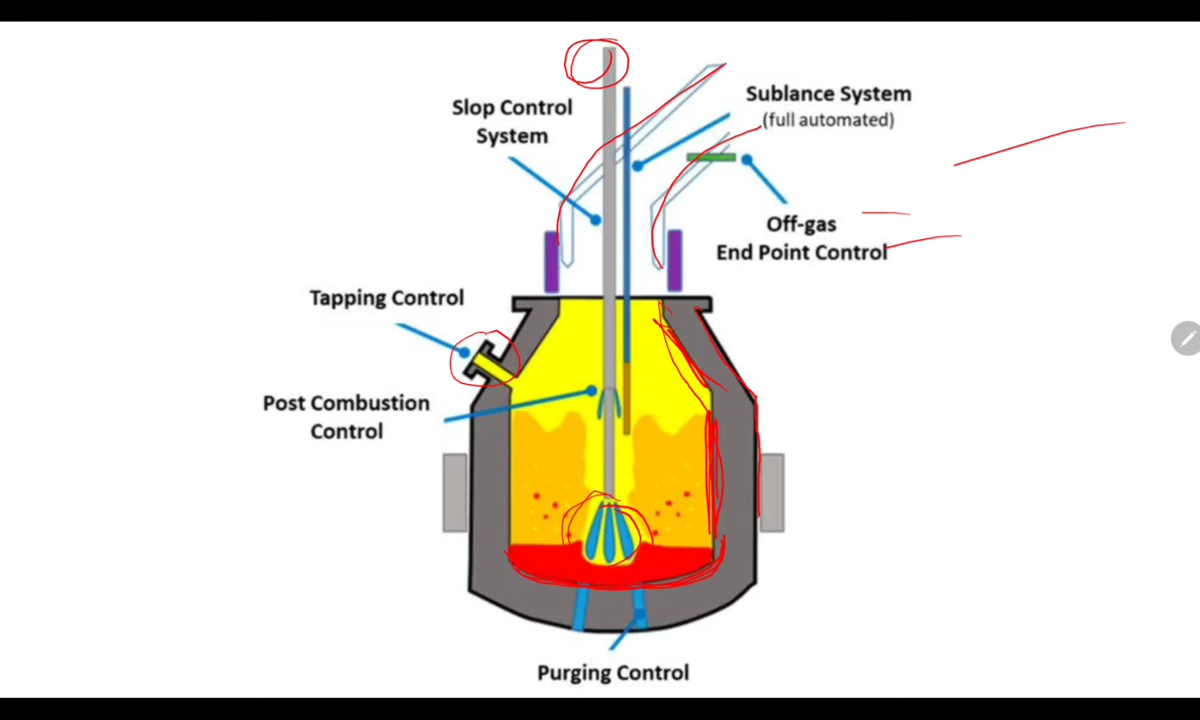 Slop Control
System
Sublance System
(full automated)
Off-gas
End Point Control
Tapping Control
Post Combustion
Control
Purging Control